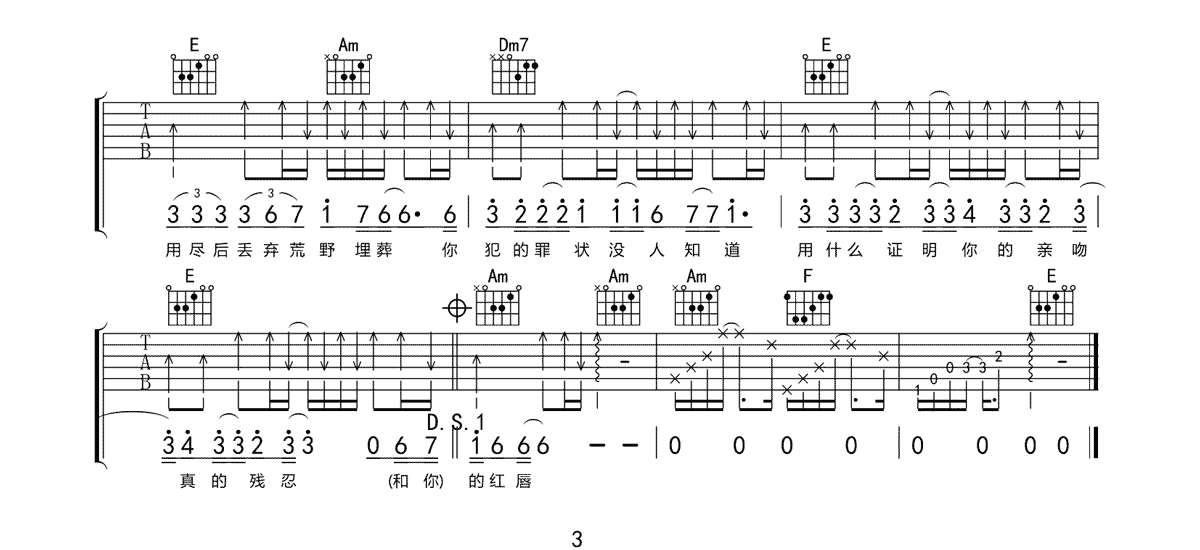 E Am Dm7 E
T
A
B
3 3
3 3 3 3 6 7 1 7 6 6· 6 3 2 2 2 1 1 1 6 7 7 1· 3 3 3 3 2 3 3 4 3 3 2 3
用尽后丢弃荒野埋葬 你 犯的罪 状没人知道 用什么 证明你的亲吻
E Am Am Am F E
T
A
B
1 0 0 3 3 2
D.S.1
3 4 3 3 2 3 3 0 6 7 1 6 6 6 - - 0 0 0 0 0 0 0 0
真的残忍 (和你) 的红唇
3